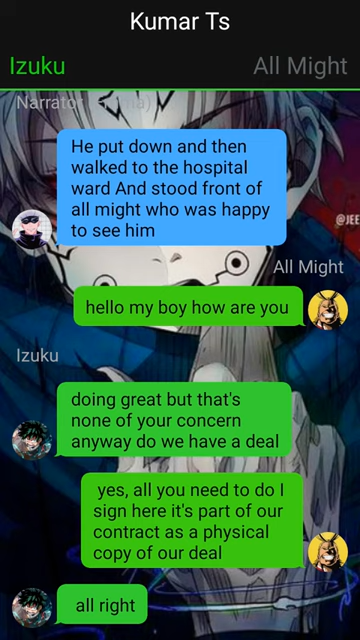 Kumar Ts
Izuku All Might
Narrator
He put down and then
walked to the hospital
ward And stood front of
all might who was happy
to see him
@JEE
All Might
hello my boy how are you
Izuku
doing great but that's
none of your concern
anyway do we have a deal
yes, all you need to do I
sign here it's part of our
contract as a physical
copy of our deal
all right